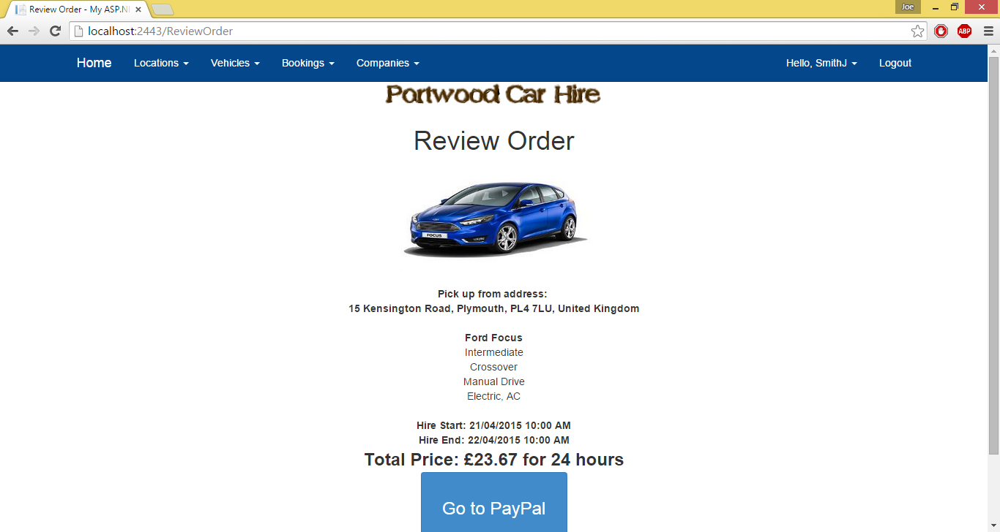 Review Order - My ASP.NE
Joe
localhost:2443/ReviewOrder
ABP
Home Locations Vehicles Bookings Companies Hello, SmithJ Logout
Portwood Car Hire
Review Order
FOCUS
Pick up from address:
15 Kensington Road, Plymouth, PL4 7LU, United Kingdom
Ford Focus
Intermediate
Crossover
Manual Drive
Electric, AC
Hire Start: 21/04/2015 10:00 AM
Hire End: 22/04/2015 10:00 AM
Total Price: £23.67 for 24 hours
Go to PayPal